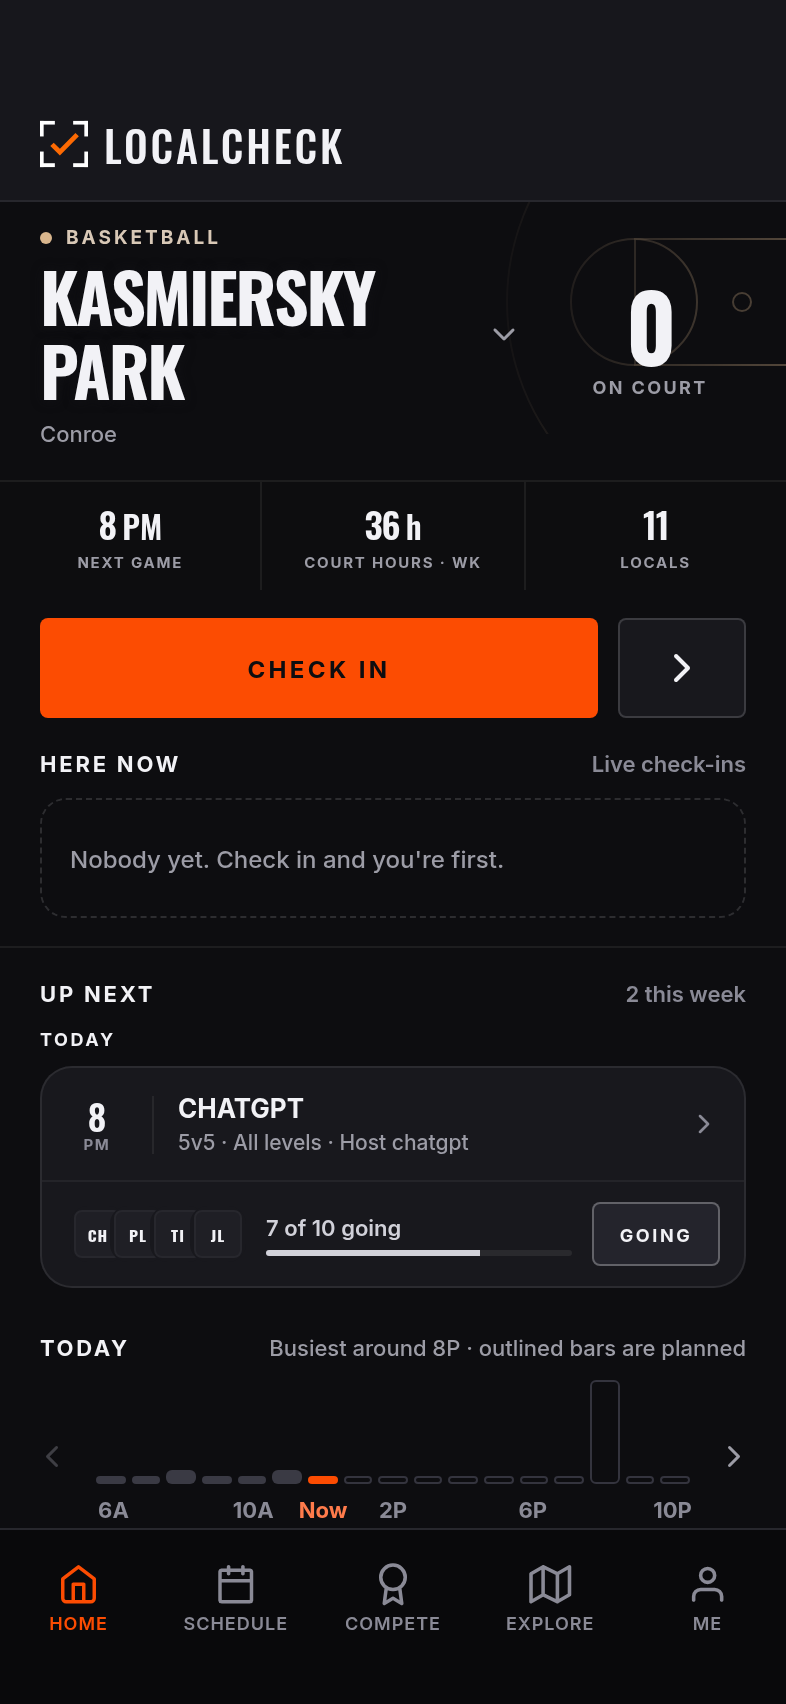 LOCALCHECK
BASKETBALL
KASMIERSKY
PARK
Conroe
0
ON COURT
8 PM
NEXT GAME
36 h
COURT HOURS · WK
11
LOCALS
CHECK IN
HERE NOW
Live check-ins
Nobody yet. Check in and you're first.
UP NEXT
2 this week
TODAY
8
PM
CHATGPT
5v5 · All levels · Host chatgpt
CH PL TI JL
7 of 10 going
GOING
TODAY
Busiest around 8P · outlined bars are planned
6A 10A Now 2P 6P 10P
HOME SCHEDULE COMPETE EXPLORE ME